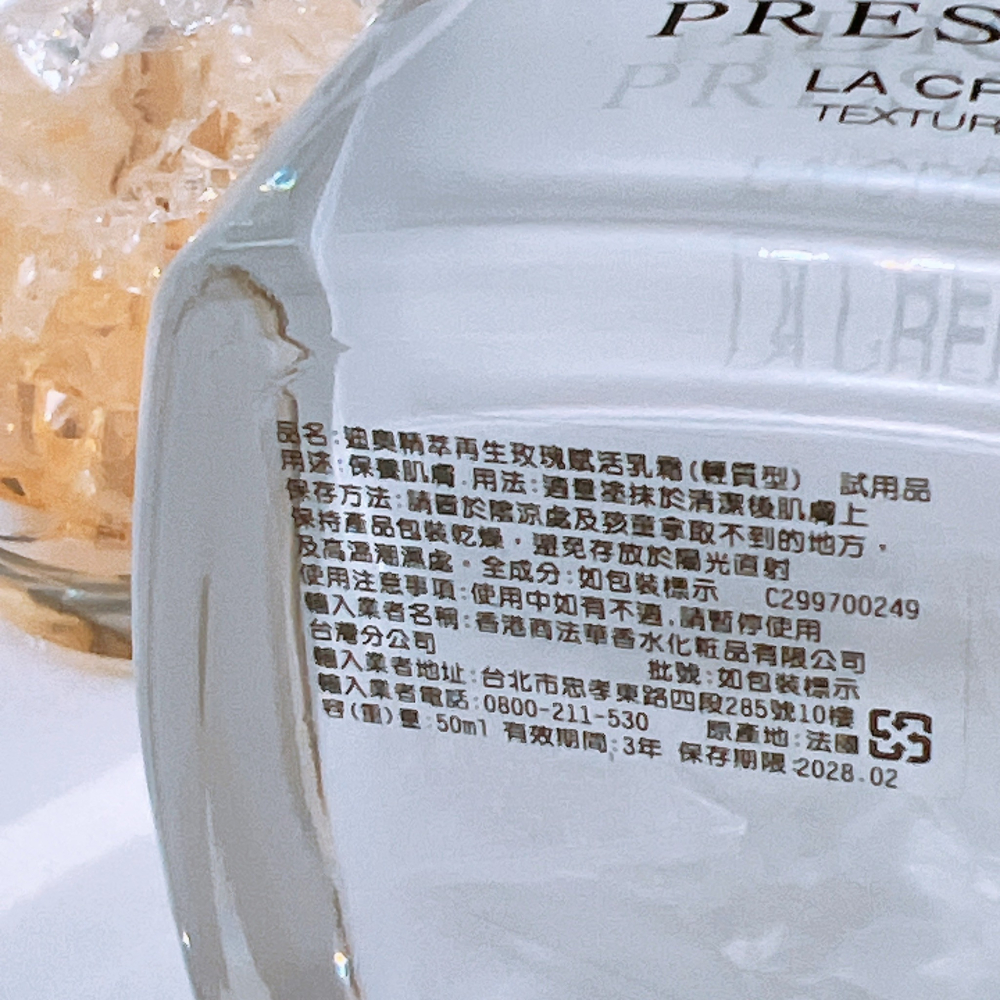 PRES
LA CR
TEXTUR
品名:迪奧精萃再生玫瑰賦活乳霜(輕質型) 試用品
用途:保養肌膚.用法:適量塗抹於清潔後肌膚上
保存方法:請置於陰涼處及孩童拿取不到的地方,
保持產品包裝乾燥,避免存放於陽光直射
及高溫潮濕處。全成分:如包裝標示 C299700249
使用注意事項:使用中如有不適,請暫停使用
輸入業者名稱:香港商法華香水化粧品有限公司
台灣分公司 批號:如包裝標示
輸入業者地址:台北市忠孝東路四段285號10樓
輸入業者電話:0800-211-530 原產地:法國
容(重)量:50ml 有效期間:3年 保存期限:2028.02